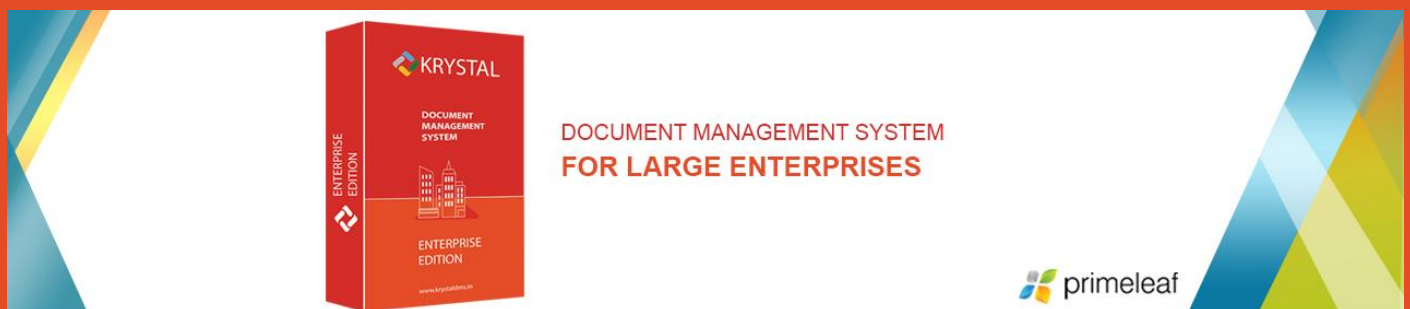 KRYSTAL
DOCUMENT
MANAGEMENT
SYSTEM
ENTERPRISE
EDITION
www.krystaldms.in
ENTERPRISE
EDITION
DOCUMENT MANAGEMENT SYSTEM
FOR LARGE ENTERPRISES
primeleaf